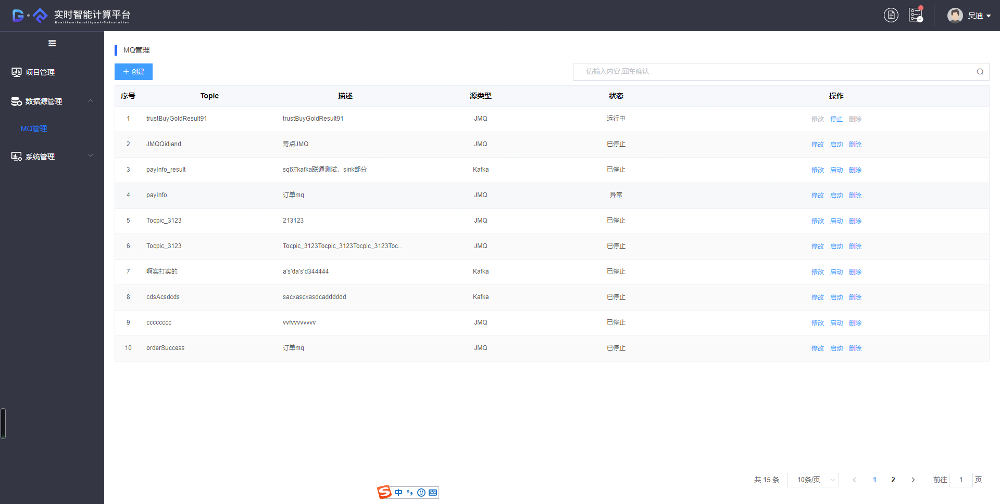 实时智能计算平台
Realtime-Intelligent-Calculation
吴迪
项目管理
数据源管理
MQ管理
系统管理
MQ管理
创建
请输入内容,回车确认
序号 Topic 描述 源类型 状态 操作
1 trustBuyGoldResult91 trustBuyGoldResult91 JMQ 运行中 修改 停止 删除
2 JMQQidiand 奇点JMQ JMQ 已停止 修改 启动 删除
3 payInfo_result sql对kafka联通测试，sink部分 Kafka 已停止 修改 启动 删除
4 payInfo 订单mq JMQ 异常 修改 启动 删除
5 Tocpic_3123 213123 JMQ 已停止 修改 启动 删除
6 Tocpic_3123 Tocpic_3123Tocpic_3123Tocpic_3123Toc... JMQ 已停止 修改 启动 删除
7 啊实打实的 a's'da's'd344444 Kafka 已停止 修改 启动 删除
8 cdsAcsdcds sacxascxasdcadddddd Kafka 已停止 修改 启动 删除
9 cccccccc vvfvvvvvvvv JMQ 已停止 修改 启动 删除
10 orderSuccess 订单mq JMQ 已停止 修改 启动 删除
共 15 条 10条/页 1 2 前往 1 页
S 中 °,